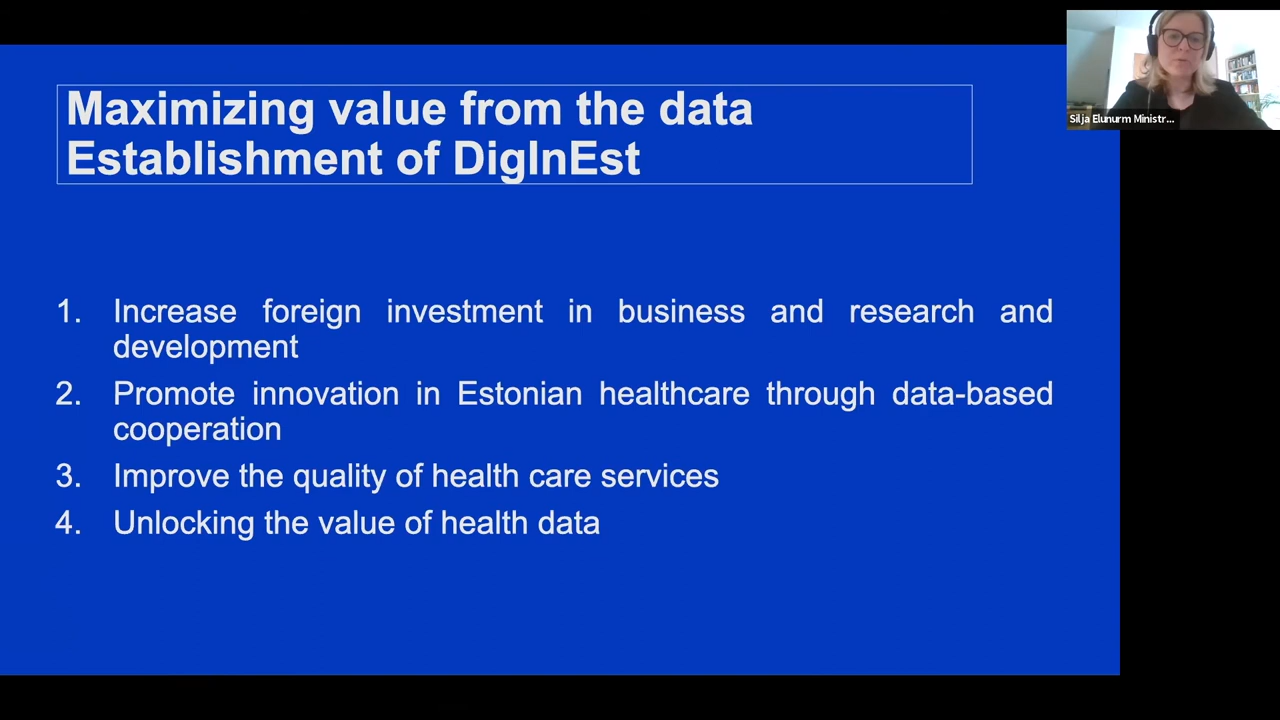 Maximizing value from the data
Establishment of DigInEst
1. Increase foreign investment in business and research and
development
2. Promote innovation in Estonian healthcare through data-based
cooperation
3. Improve the quality of health care services
4. Unlocking the value of health data
Silja Elunurm Ministr...